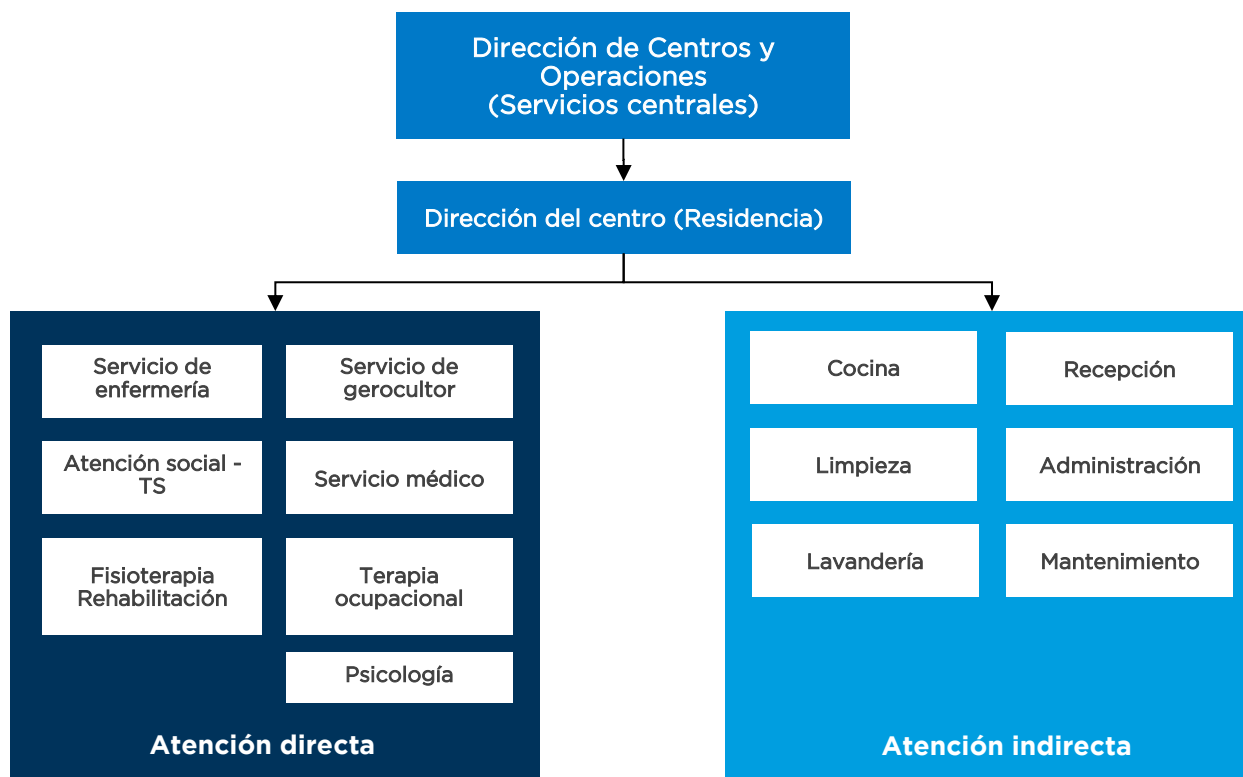 Dirección de Centros y
Operaciones
(Servicios centrales)
Dirección del centro (Residencia)
Servicio de
enfermería
Servicio de
gerocultor
Atención social -
TS
Servicio médico
Fisioterapia
Rehabilitación
Terapia
ocupacional
Psicología
Atención directa
Cocina
Recepción
Limpieza
Administración
Lavandería
Mantenimiento
Atención indirecta